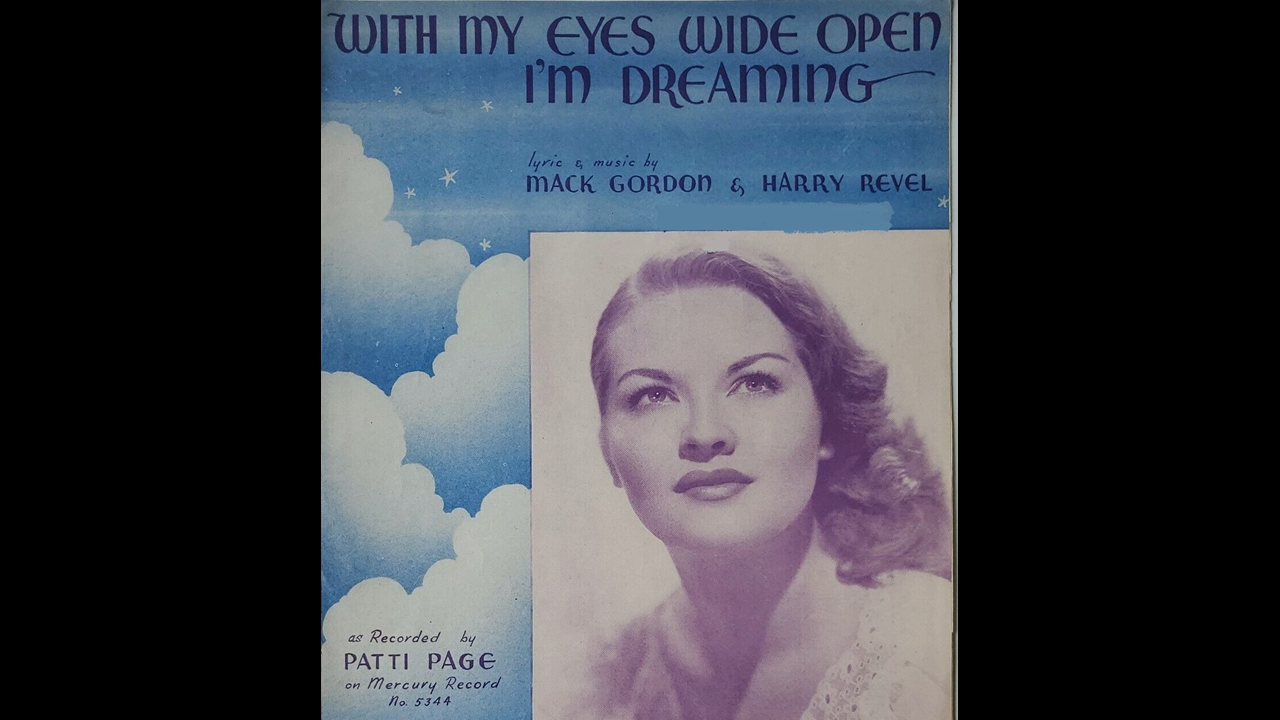 WITH MY EYES WIDE OPEN
I'M DREAMING
lyric & music by
MACK GORDON & HARRY REVEL
as Recorded by
PATTI PAGE
on Mercury Record
No. 5344